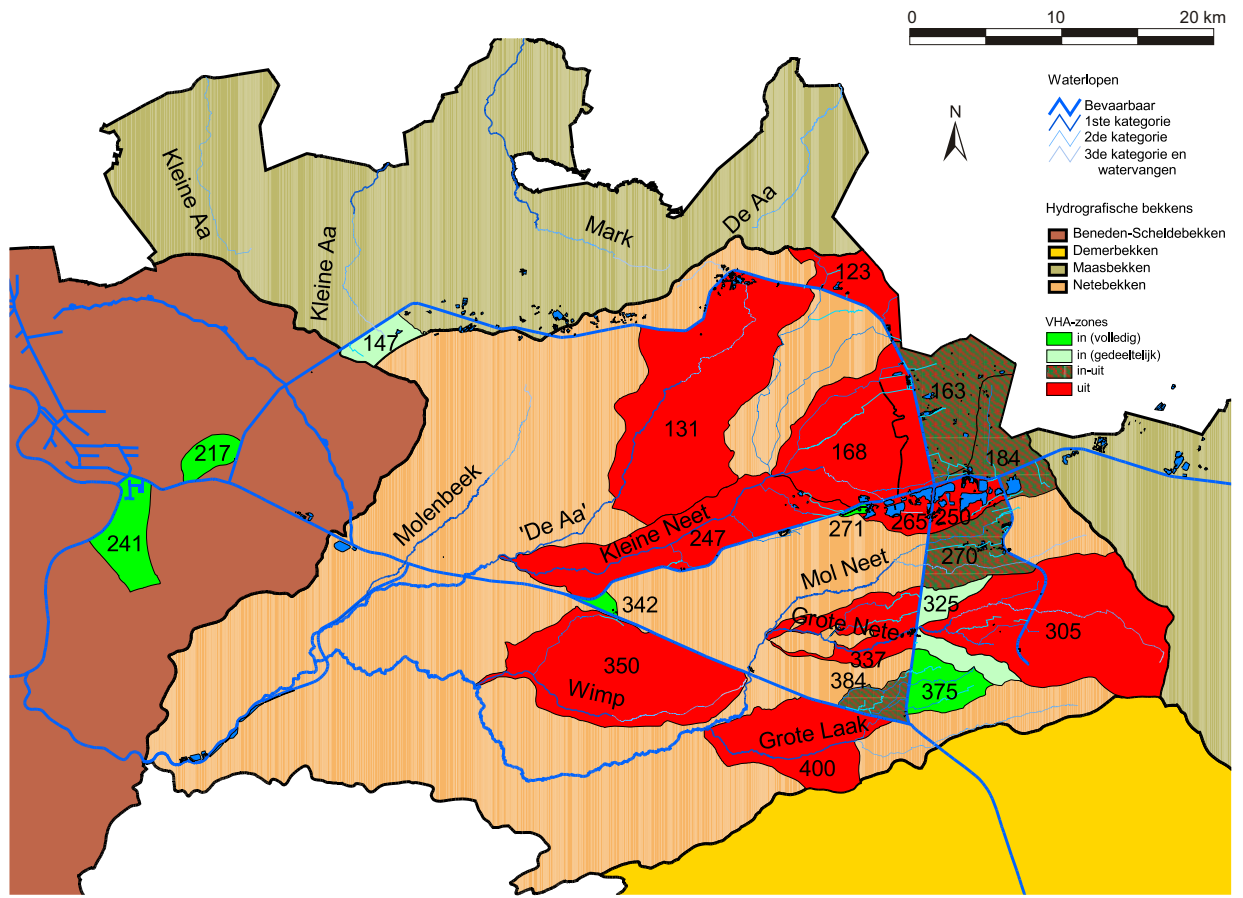 0 10 20 km
Waterlopen
Bevaarbaar
1ste kategorie
2de kategorie
3de kategorie en
watervangen
N
Hydrografische bekkens
Beneden-Scheldebekken
Demerbekken
Maasbekken
Netebekken
VHA-zones
in (volledig)
in (gedeeltelijk)
in-uit
uit
Kleine Aa
Kleine Aa
Mark
De Aa
123
147
163
131
217
168
184
Molenbeek
241
'De Aa'
Kleine Neet
247
271
265
250
270
Mol Neet
342
325
Grote Nete
305
337
350
Wimp
384
375
Grote Laak
400